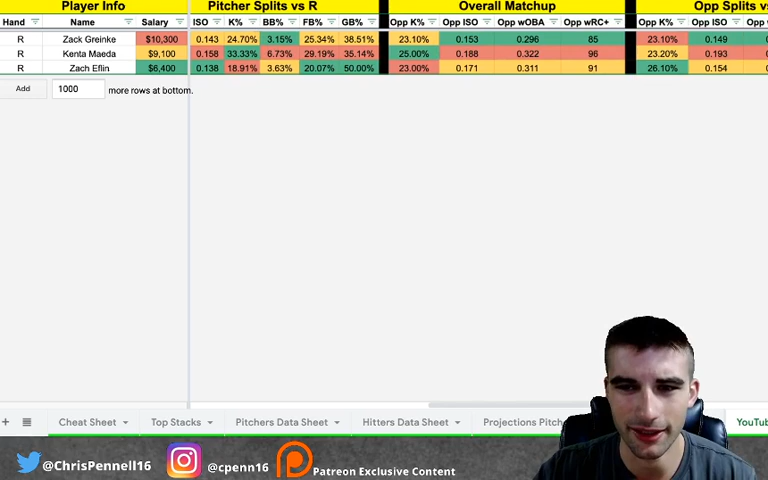 Player Info Pitcher Splits vs R Overall Matchup Opp Splits vs
Hand Name Salary ISO K% BB% FB% GB% Opp K% Opp ISO Opp wOBA Opp wRC+ Opp K% Opp ISO
R Zack Greinke $10,300 0.143 24.70% 3.15% 25.34% 38.51% 23.10% 0.153 0.296 85 23.10% 0.149
R Kenta Maeda $9,100 0.158 33.33% 6.73% 29.19% 35.14% 25.00% 0.188 0.322 96 23.20% 0.193
R Zach Eflin $6,400 0.138 18.91% 3.63% 20.07% 50.00% 23.00% 0.171 0.311 91 26.10% 0.154
Add 1000 more rows at bottom.
+ Cheat Sheet Top Stacks Pitchers Data Sheet Hitters Data Sheet Projections Pitch YouTub
@ChrisPennell16 @cpenn16 Patreon Exclusive Content